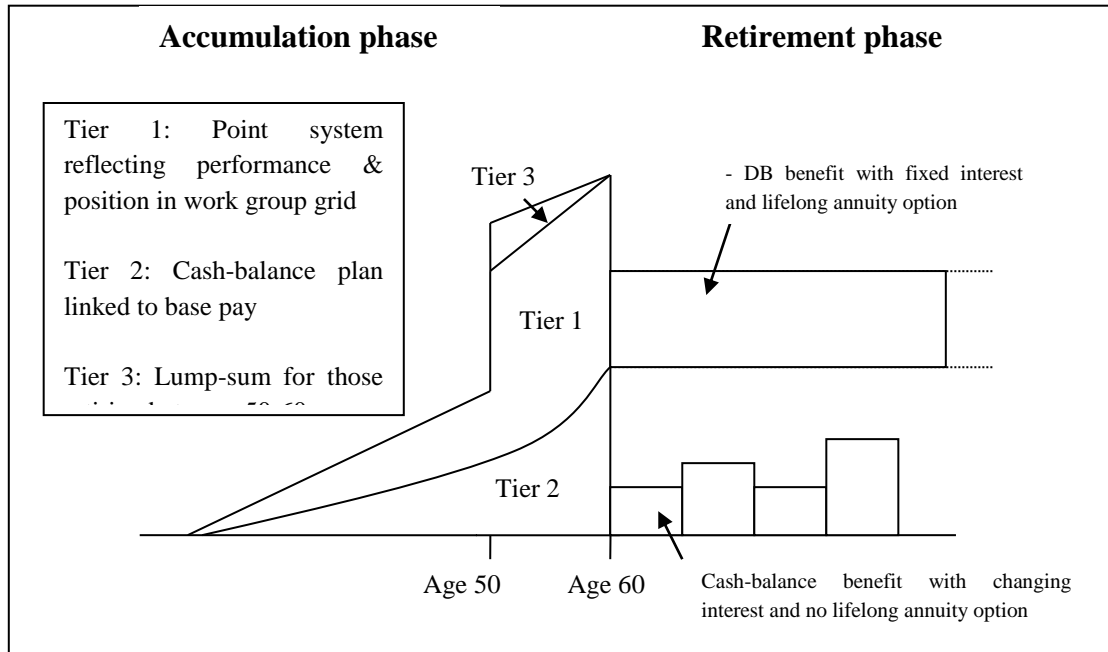 Accumulation phase
Retirement phase
Tier 1: Point system
reflecting performance &
position in work group grid
Tier 2: Cash-balance plan
linked to base pay
Tier 3: Lump-sum for those
Tier 3
Tier 1
Tier 2
- DB benefit with fixed interest
and lifelong annuity option
Age 50
Age 60
Cash-balance benefit with changing
interest and no lifelong annuity option